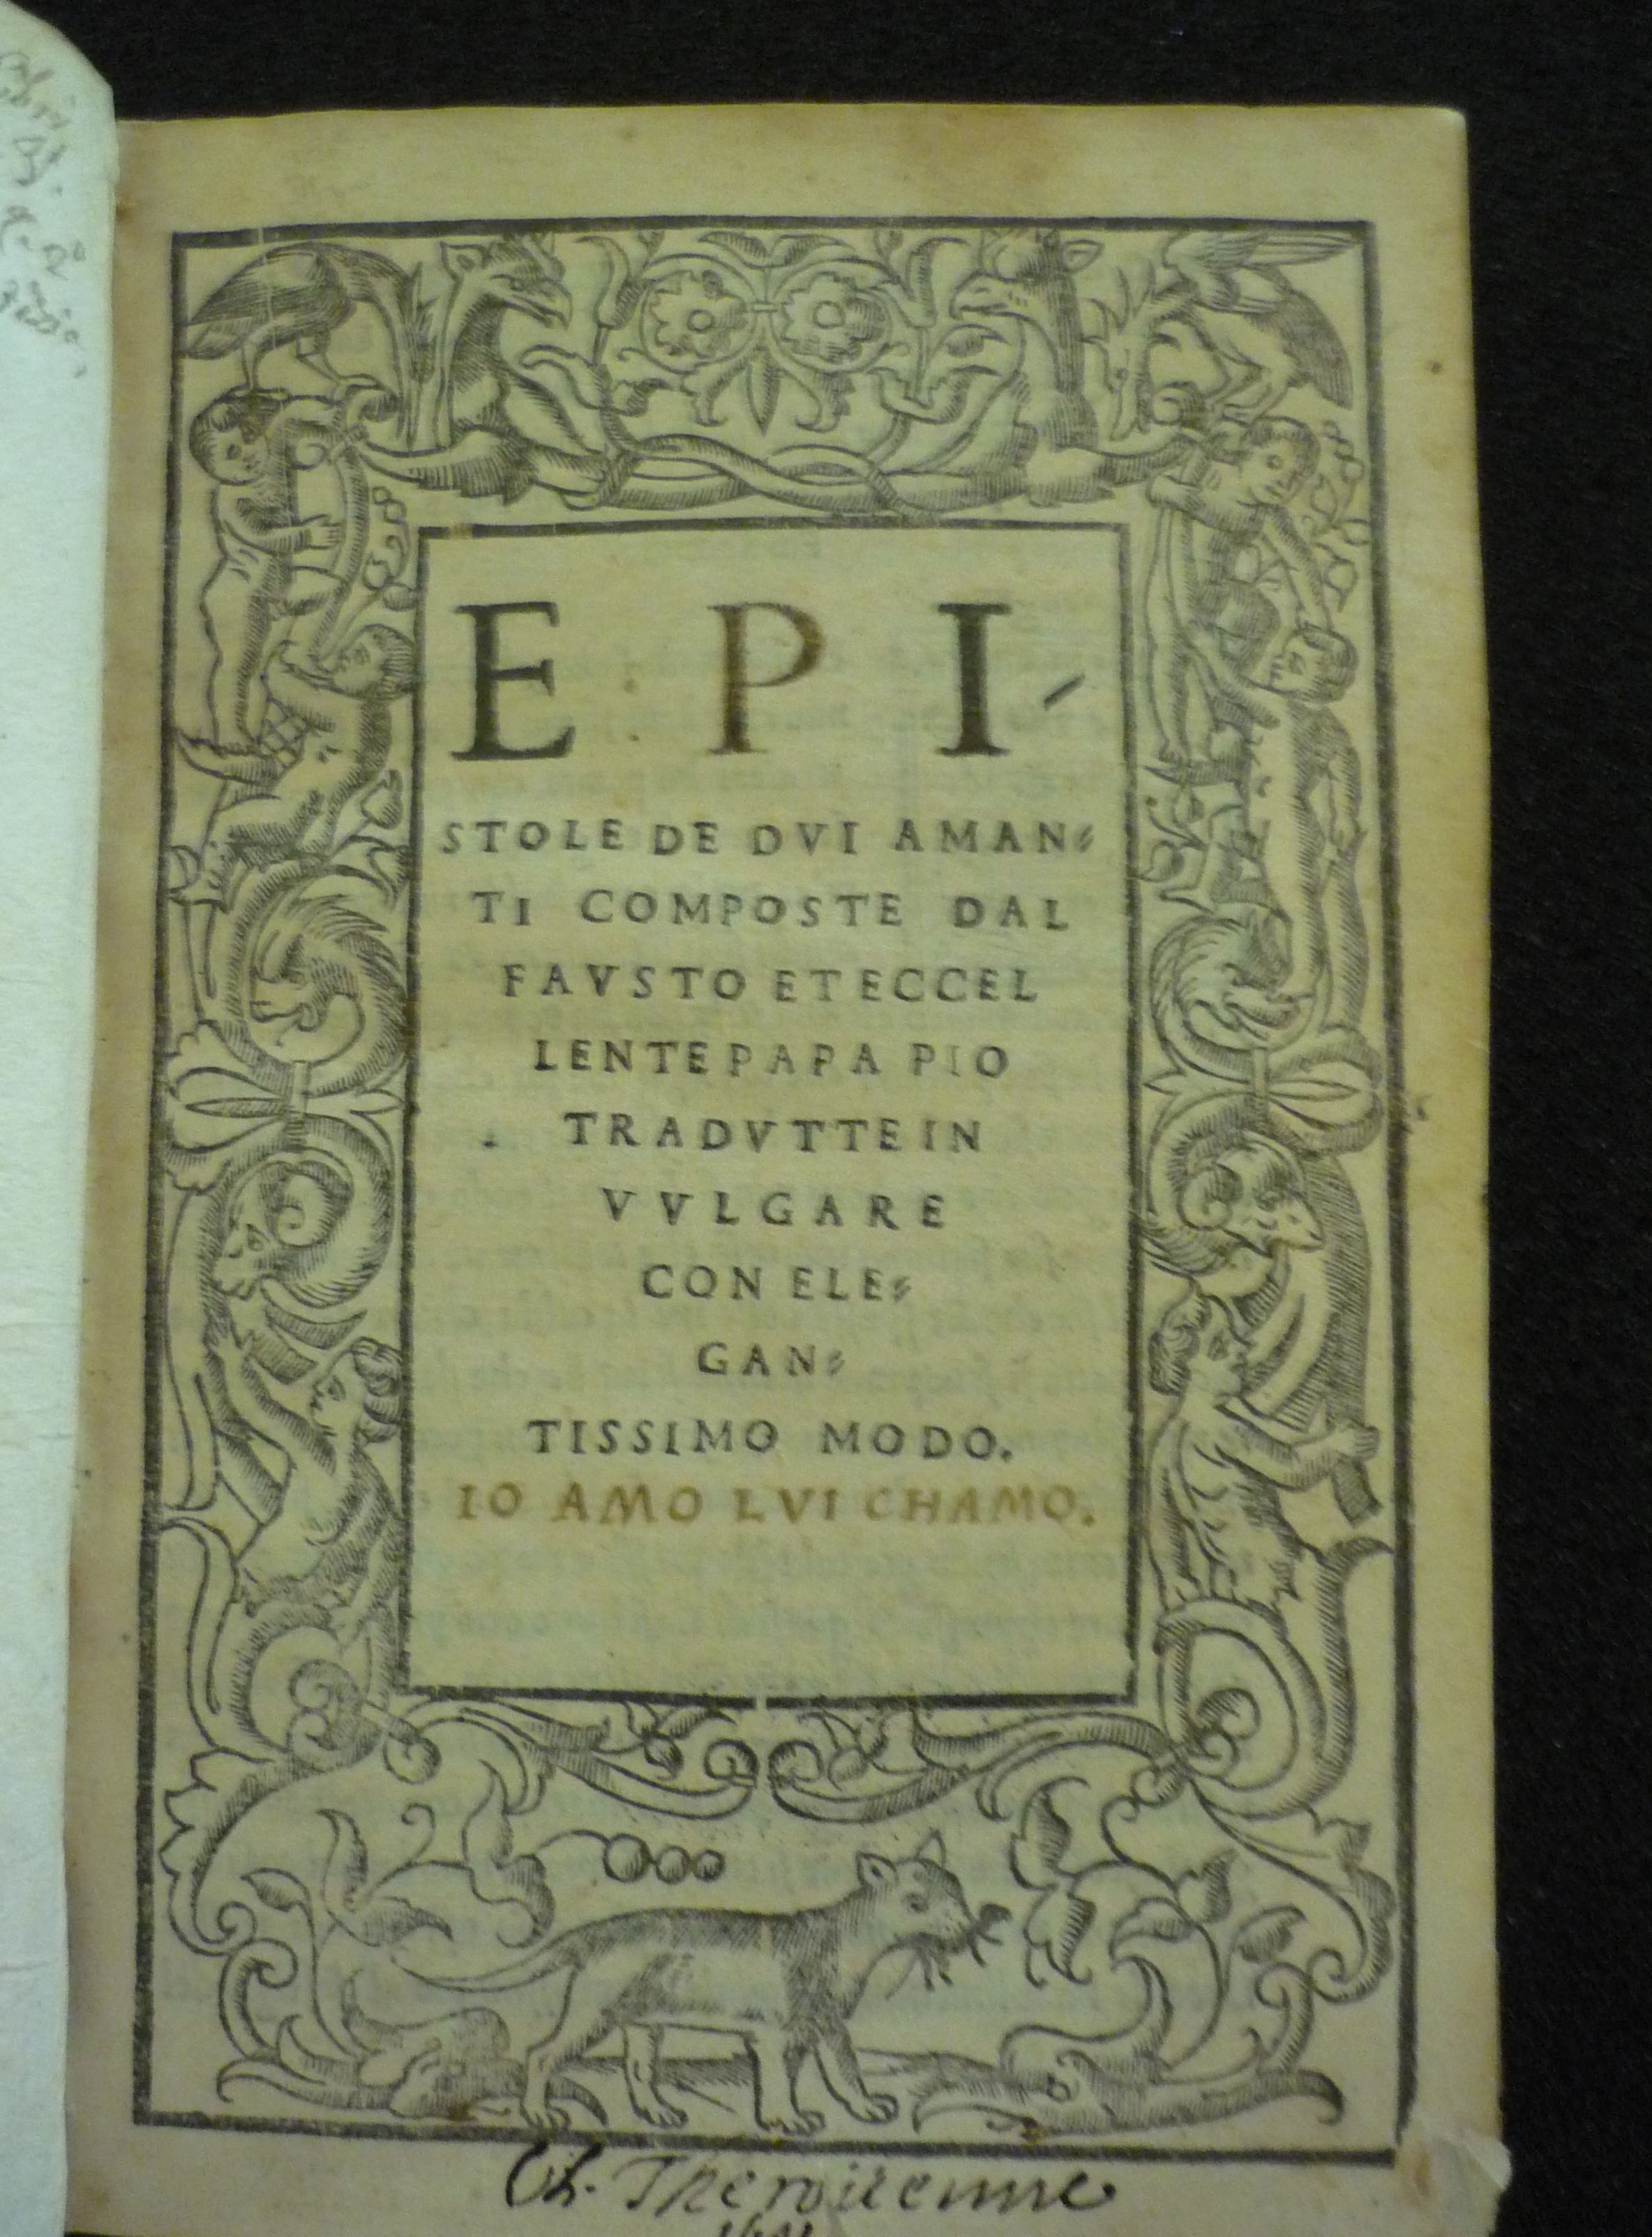 E P I-
STOLE DE DVI AMAN-
TI COMPOSTE DAL
FAVSTO ET ECCEL
LENTE PAPA PIO
TRADVTTE IN
VVLGARE
CON ELE-
GAN-
TISSIMO MODO.
IO AMO LVI CHAMO.
Ch.